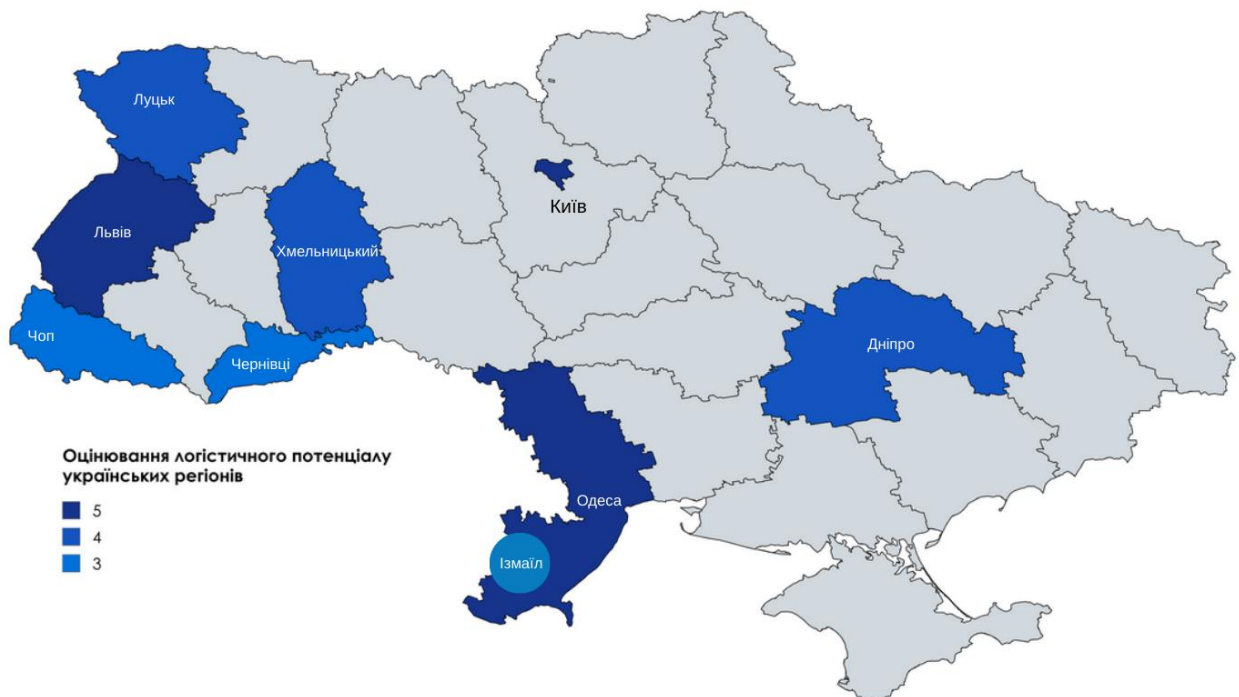 Луцьк
Львів
Хмельницький
Київ
Чоп
Чернівці
Дніпро
Одеса
Ізмаїл
Оцінювання логістичного потенціалу
українських регіонів
5
4
3